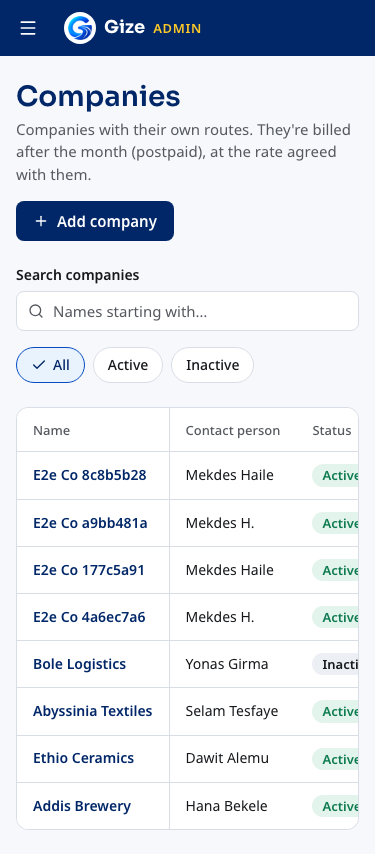 Gize ADMIN
Companies
Companies with their own routes. They're billed
after the month (postpaid), at the rate agreed
with them.
Add company
Search companies
Names starting with...
All Active Inactive
Name Contact person Status
E2e Co 8c8b5b28 Mekdes Haile Active
E2e Co a9bb481a Mekdes H. Active
E2e Co 177c5a91 Mekdes Haile Active
E2e Co 4a6ec7a6 Mekdes H. Active
Bole Logistics Yonas Girma Inacti
Abyssinia Textiles Selam Tesfaye Active
Ethio Ceramics Dawit Alemu Active
Addis Brewery Hana Bekele Active